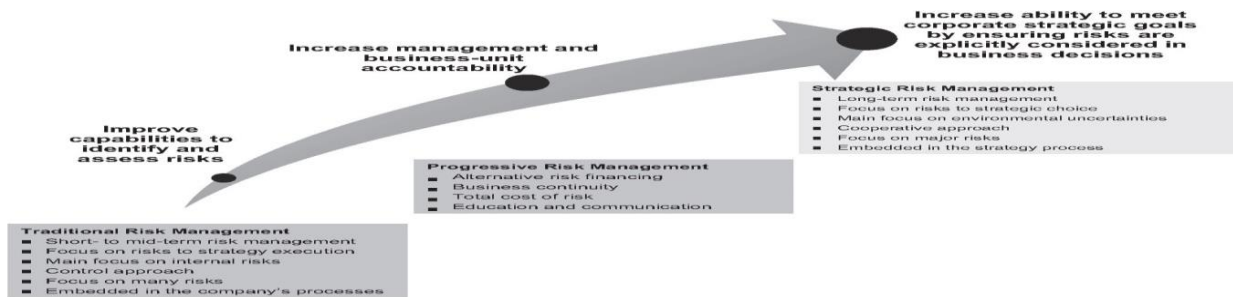 Improve
capabilities to
identify and
assess risks
Traditional Risk Management
Short- to mid-term risk management
Focus on risks to strategy execution
Main focus on internal risks
Control approach
Focus on many risks
Embedded in the company's processes
Increase management and
business-unit
accountability
Progressive Risk Management
Alternative risk financing
Business continuity
Total cost of risk
Education and communication
Increase ability to meet
corporate strategic goals
by ensuring risks are
explicitly considered in
business decisions
Strategic Risk Management
Long-term risk management
Focus on risks to strategic choice
Main focus on environmental uncertainties
Cooperative approach
Focus on major risks
Embedded in the strategy process